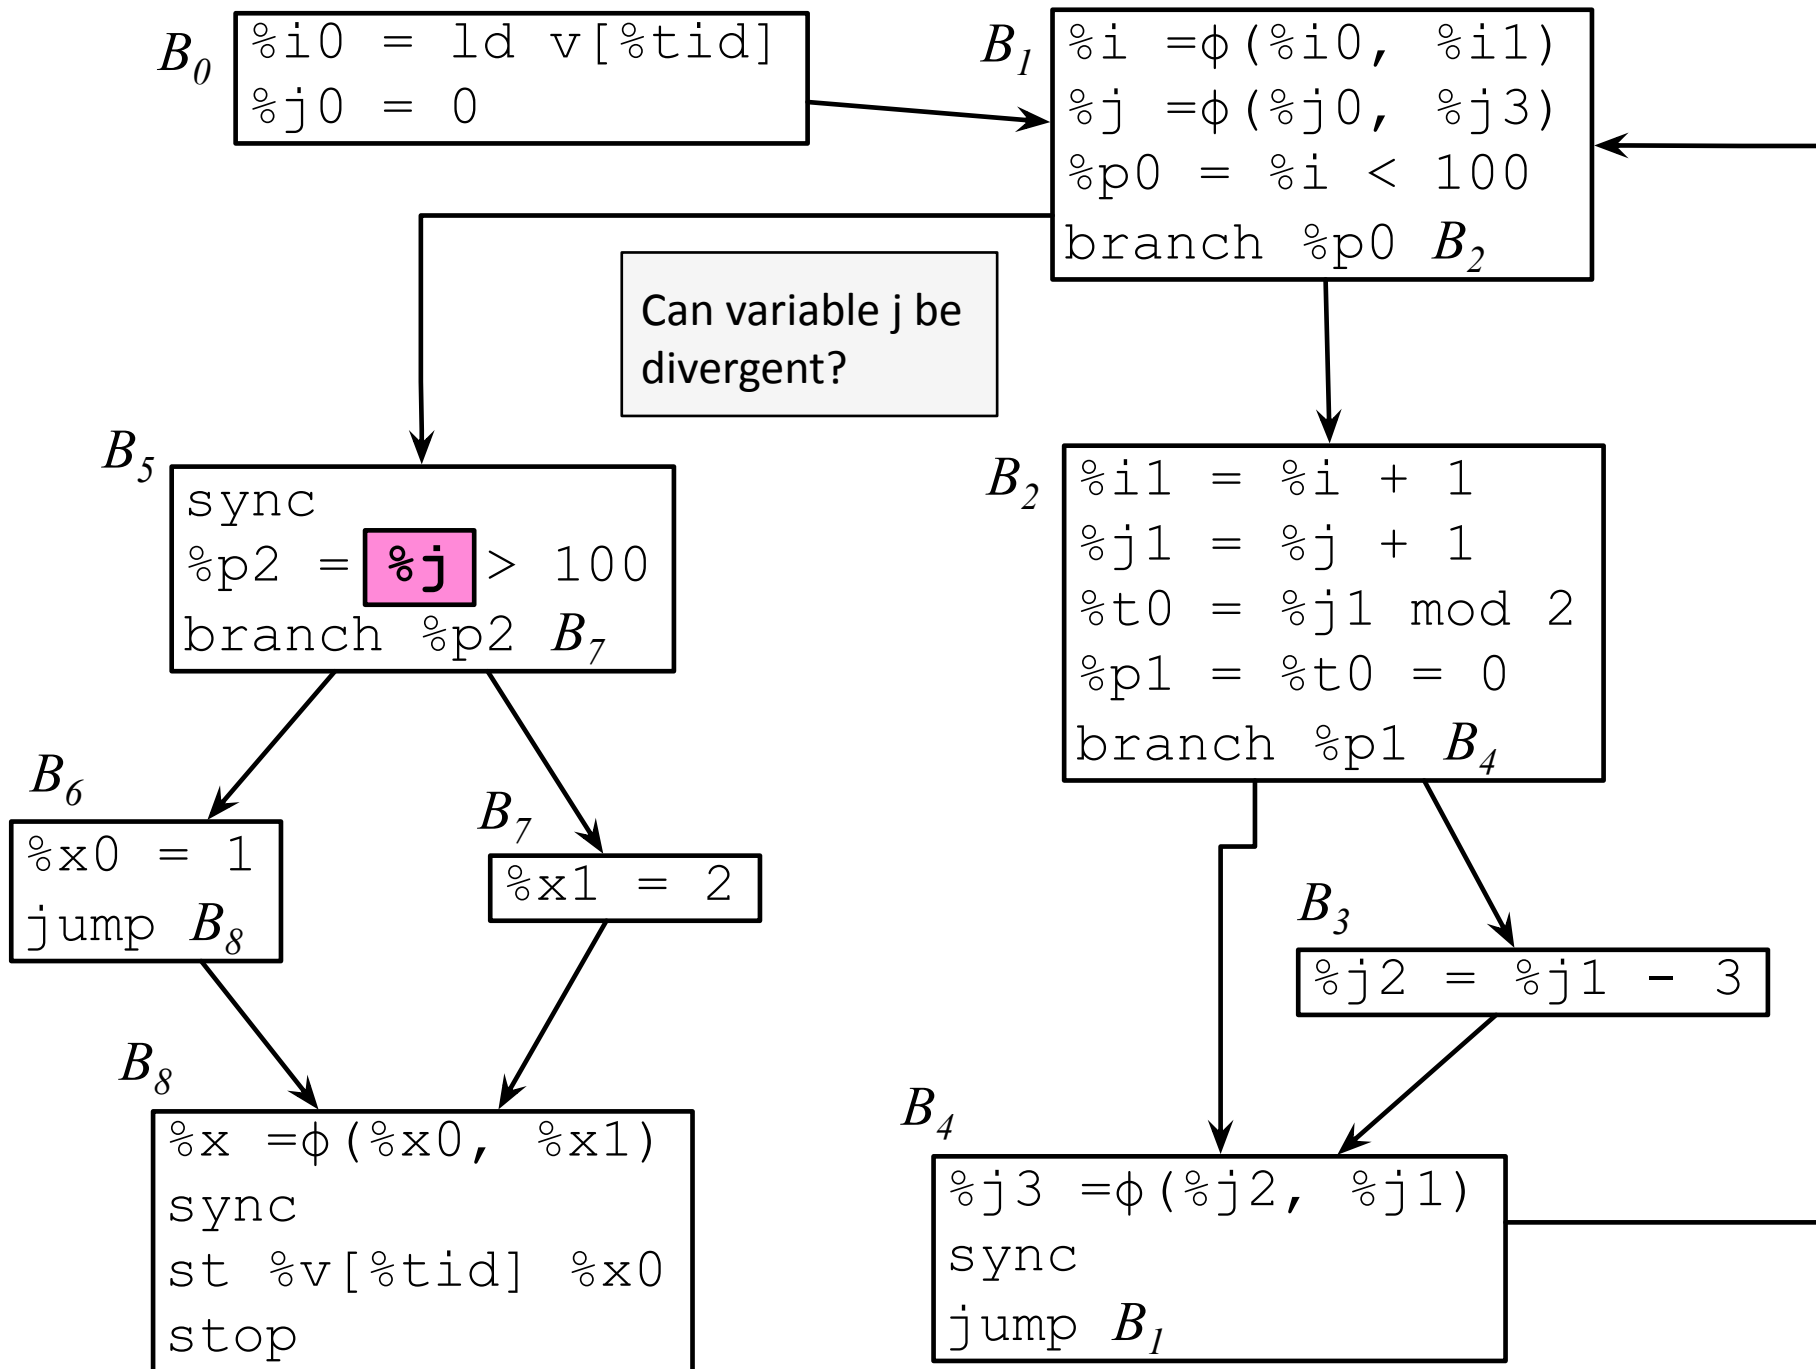 B0
%i0 = ld v[%tid]
%j0 = 0
B1
%i =ϕ(%i0, %i1)
%j =ϕ(%j0, %j3)
%p0 = %i < 100
branch %p0 B2
Can variable j be
divergent?
B5
sync
%p2 = %j > 100
branch %p2 B7
B2
%i1 = %i + 1
%j1 = %j + 1
%t0 = %j1 mod 2
%p1 = %t0 = 0
branch %p1 B4
B6
%x0 = 1
jump B8
B7
%x1 = 2
B3
%j2 = %j1 - 3
B8
%x =ϕ(%x0, %x1)
sync
st %v[%tid] %x0
stop
B4
%j3 =ϕ(%j2, %j1)
sync
jump B1